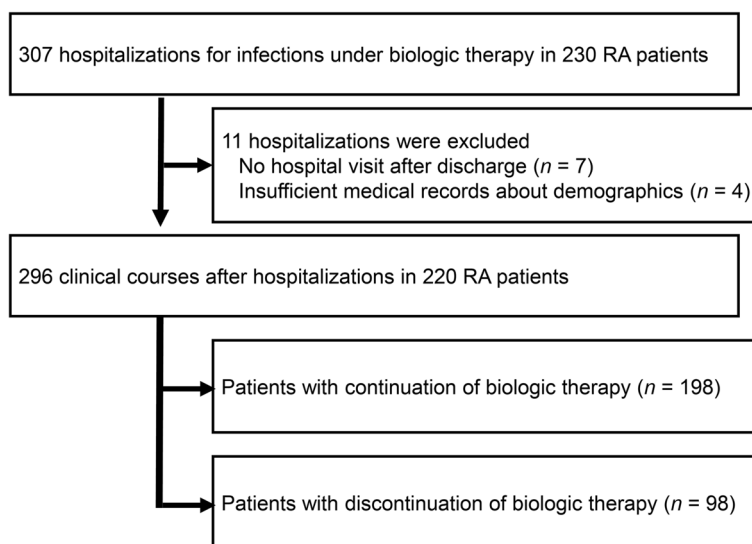 307 hospitalizations for infections under biologic therapy in 230 RA patients
11 hospitalizations were excluded
No hospital visit after discharge (n = 7)
Insufficient medical records about demographics (n = 4)
296 clinical courses after hospitalizations in 220 RA patients
Patients with continuation of biologic therapy (n = 198)
Patients with discontinuation of biologic therapy (n = 98)